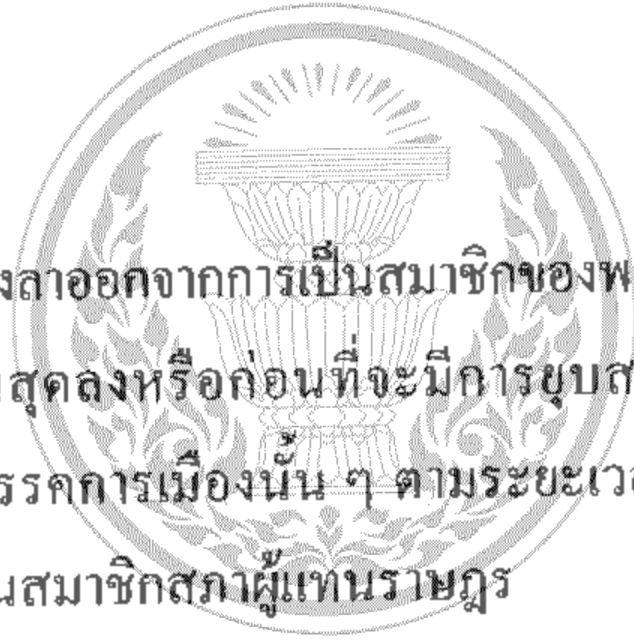 งลาออกจากการเป็นสมาชิกของพ
สุดลงหรือก่อนที่จะมีการยุบส
รรคการเมืองนั้น ๆ ตามระยะเว
นสมาชิกสภาผู้แทนราษฎร